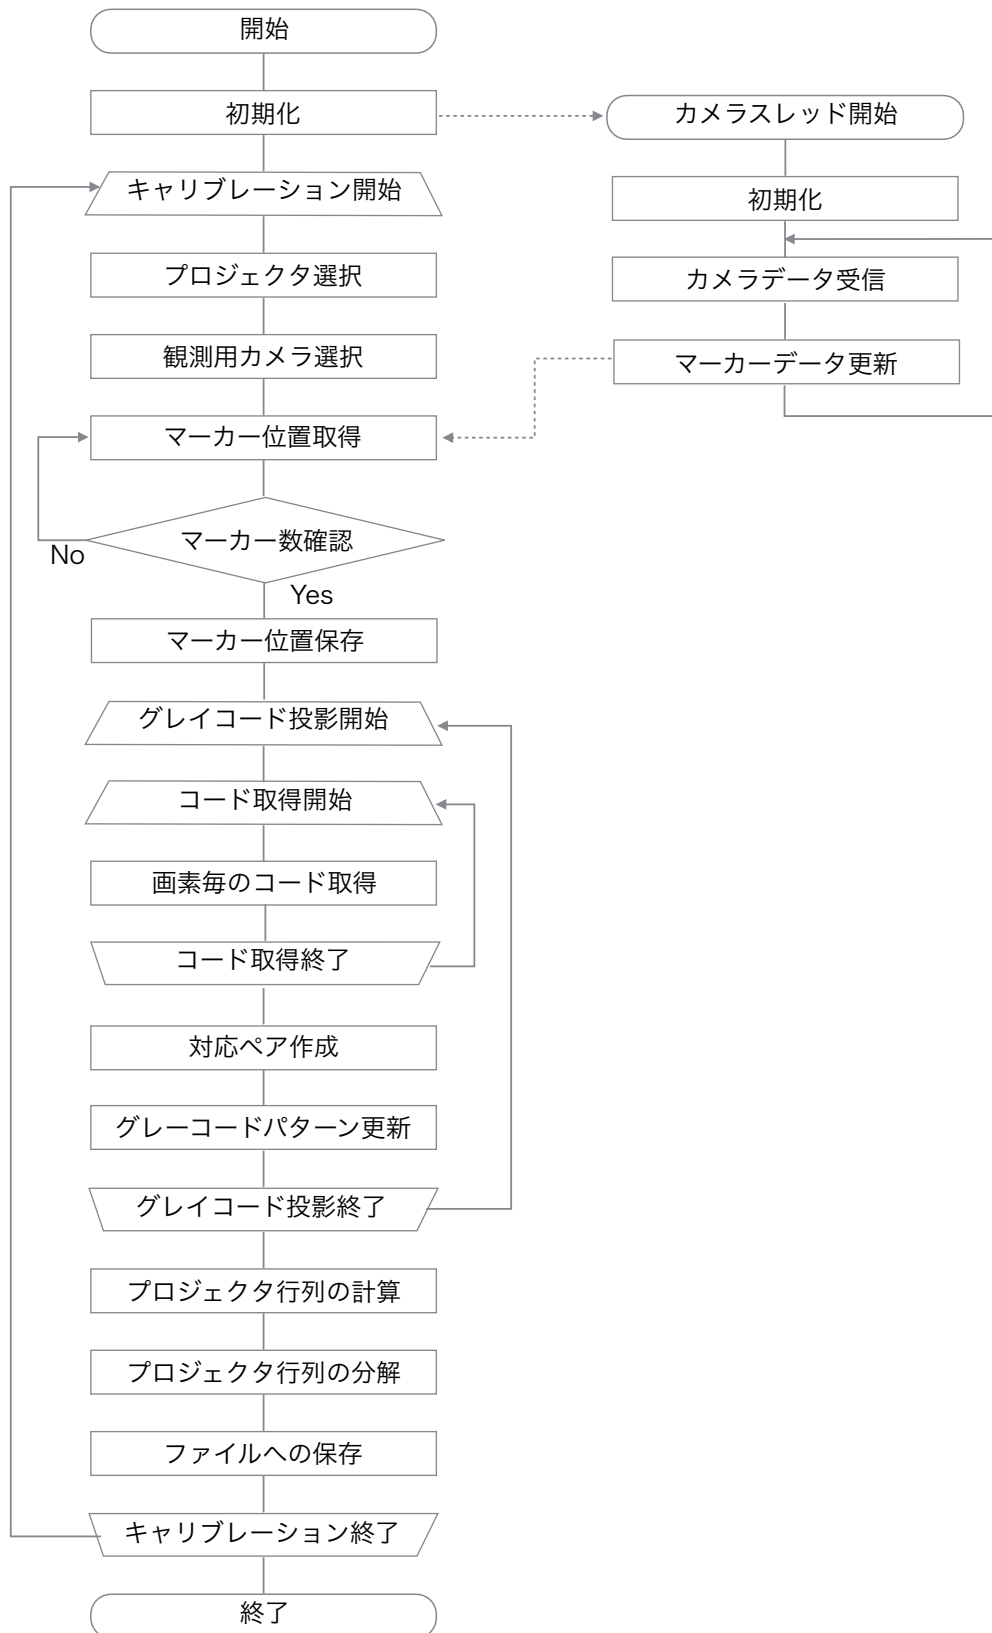 開始
初期化
キャリブレーション開始
プロジェクタ選択
観測用カメラ選択
マーカー位置取得
マーカー数確認
No
Yes
マーカー位置保存
グレイコード投影開始
コード取得開始
画素毎のコード取得
コード取得終了
対応ペア作成
グレーコードパターン更新
グレイコード投影終了
プロジェクタ行列の計算
プロジェクタ行列の分解
ファイルへの保存
キャリブレーション終了
終了
カメラスレッド開始
初期化
カメラデータ受信
マーカーデータ更新